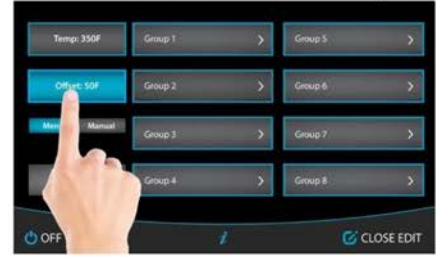 Temp: 350F
Group 1 >
Group 5 >
Offset: 50F
Group 2 >
Group 6 >
Manual
Group 3 >
Group 7 >
Group 4 >
Group 8 >
OFF
i
CLOSE EDIT